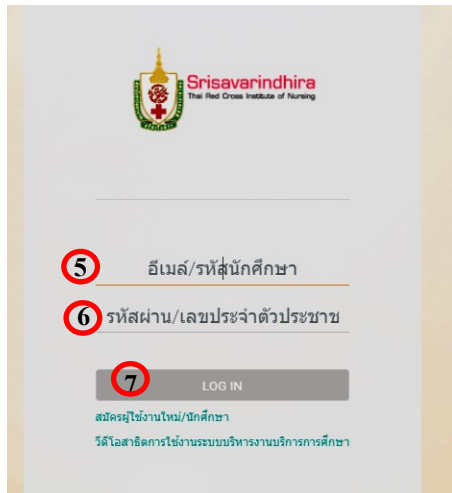 Srisavarindhira
Thai Red Cross Institute of Nursing
5 อีเมล์/รหัสนักศึกษา
6 รหัสผ่าน/เลขประจำตัวประชาช
7 LOG IN
สมัครผู้ใช้งานใหม่/นักศึกษา
วีดีโอสาธิตการใช้งานระบบบริหารงานบริการการศึกษา